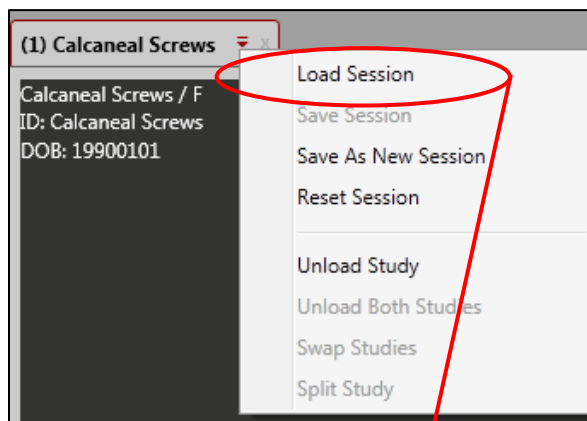 (1) Calcaneal Screws x
Calcaneal Screws / F
ID: Calcaneal Screws
DOB: 19900101
Load Session
Save Session
Save As New Session
Reset Session
Unload Study
Unload Both Studies
Swap Studies
Split Study